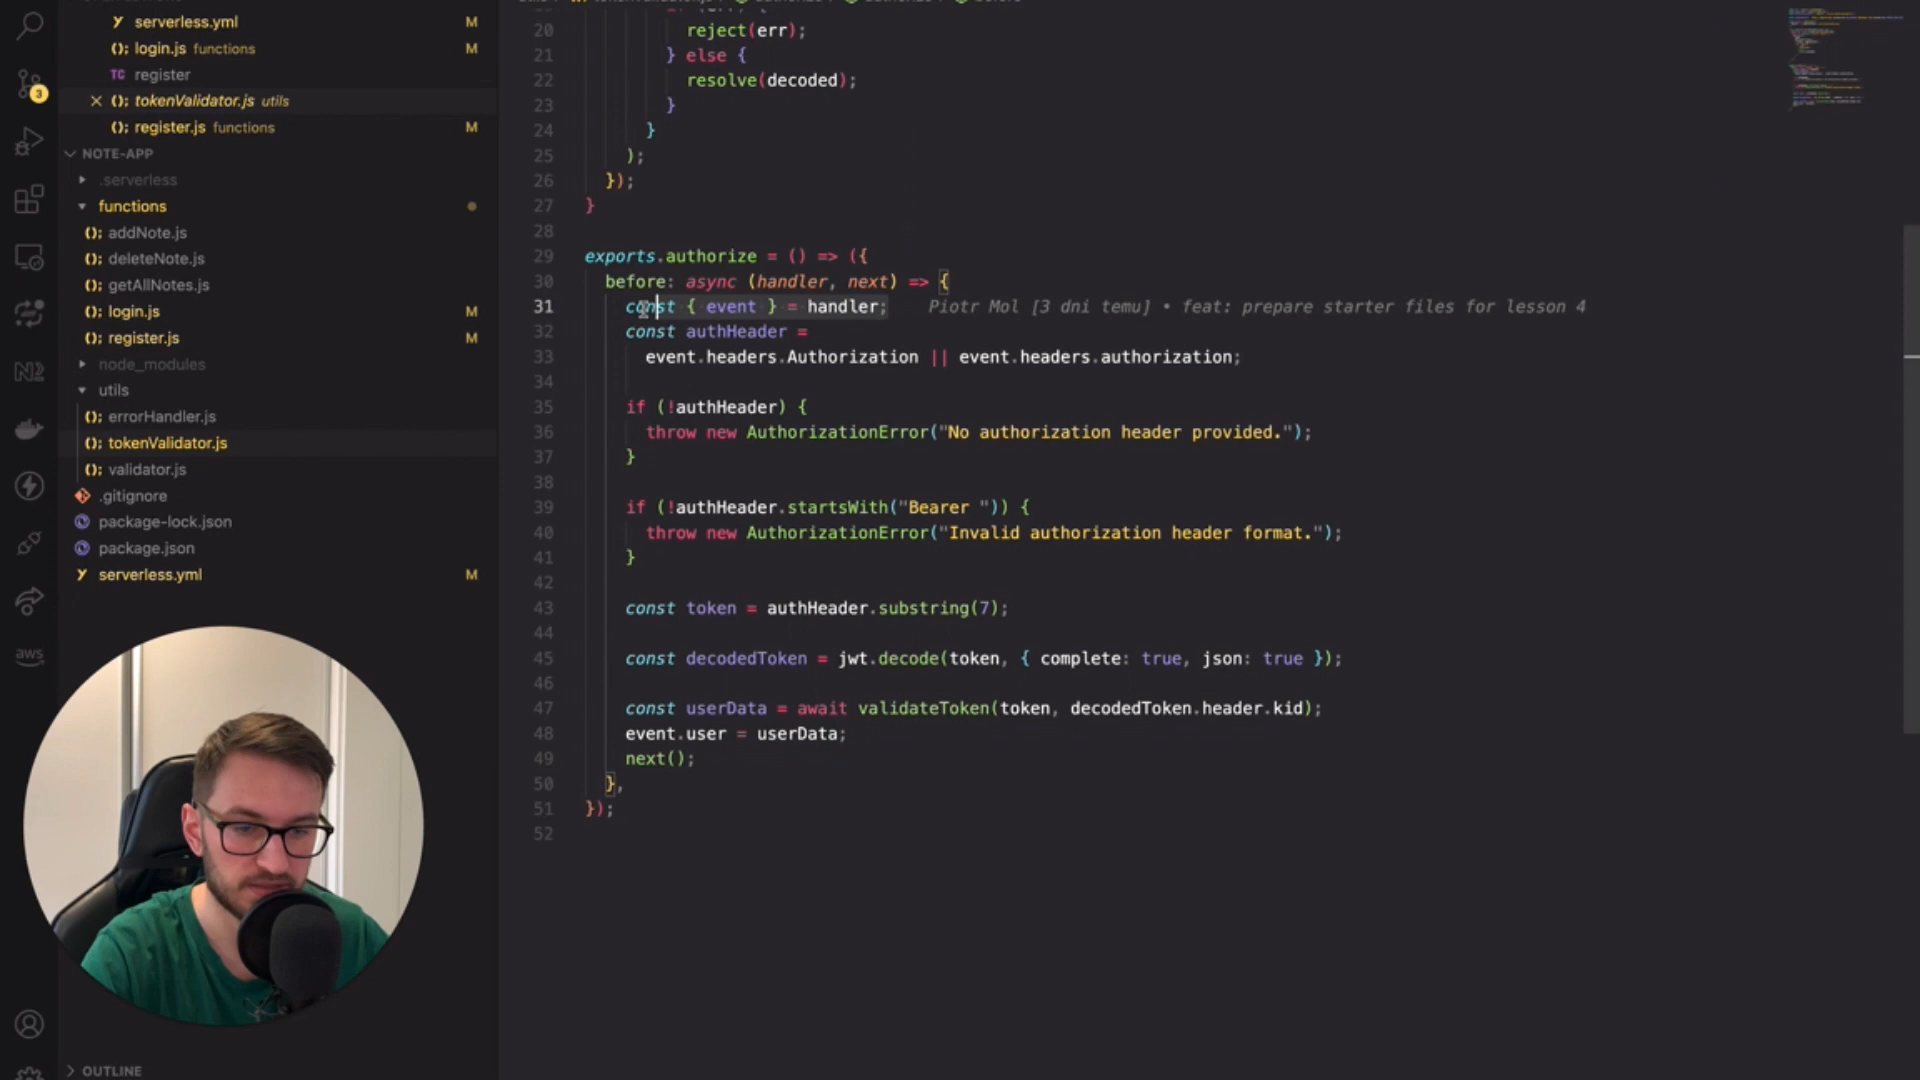 serverless.yml M
login.js functions M
TC register
tokenValidator.js utils
register.js functions M
NOTE-APP
.serverless
functions
addNote.js
deleteNote.js
getAllNotes.js
login.js M
register.js M
node_modules
utils
errorHandler.js
tokenValidator.js
validator.js
.gitignore
package-lock.json
package.json
serverless.yml M
OUTLINE
3
aws
20 reject(err);
21 } else {
22 resolve(decoded);
23 }
24 }
25 );
26 });
27 }
28
29 exports.authorize = () => ({
30 before: async (handler, next) => {
31 const { event } = handler; Piotr Mol [3 dni temu] • feat: prepare starter files for lesson 4
32 const authHeader =
33 event.headers.Authorization || event.headers.authorization;
34
35 if (!authHeader) {
36 throw new AuthorizationError("No authorization header provided.");
37 }
38
39 if (!authHeader.startsWith("Bearer ")) {
40 throw new AuthorizationError("Invalid authorization header format.");
41 }
42
43 const token = authHeader.substring(7);
44
45 const decodedToken = jwt.decode(token, { complete: true, json: true });
46
47 const userData = await validateToken(token, decodedToken.header.kid);
48 event.user = userData;
49 next();
50 },
51 });
52